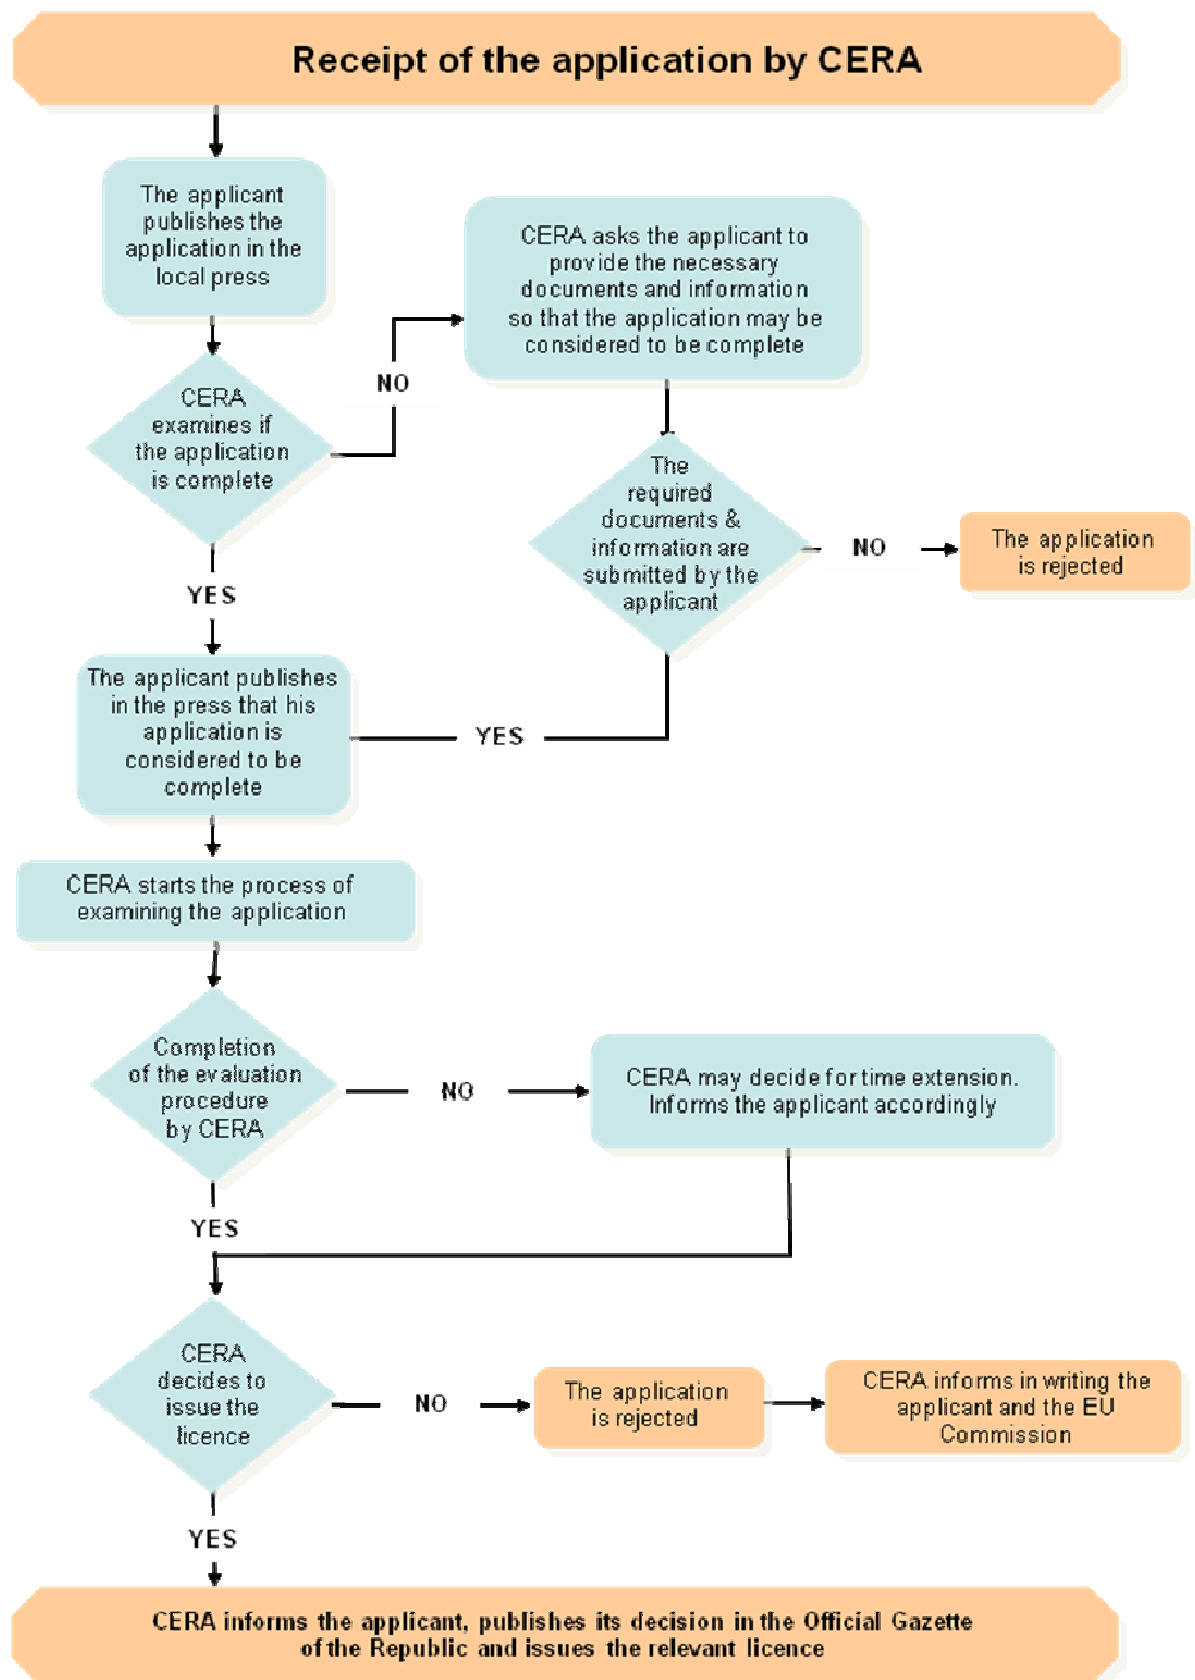 Receipt of the application by CERA
The applicant
publishes the
application in the
local press
CERA asks the applicant to
provide the necessary
documents and information
so that the application may be
considered to be complete
NO
CERA
examines if
the application
is complete
The
required
documents &
information are
submitted by the
applicant
NO
The application
is rejected
YES
The applicant publishes
in the press that his
application is
considered to be
complete
YES
CERA starts the process of
examining the application
Completion
of the evaluation
procedure
by CERA
NO
CERA may decide for time extension.
Informs the applicant accordingly
YES
CERA
decides to
issue the
licence
NO
The application
is rejected
CERA informs in writing the
applicant and the EU
Commission
YES
CERA informs the applicant, publishes its decision in the Official Gazette
of the Republic and issues the relevant licence